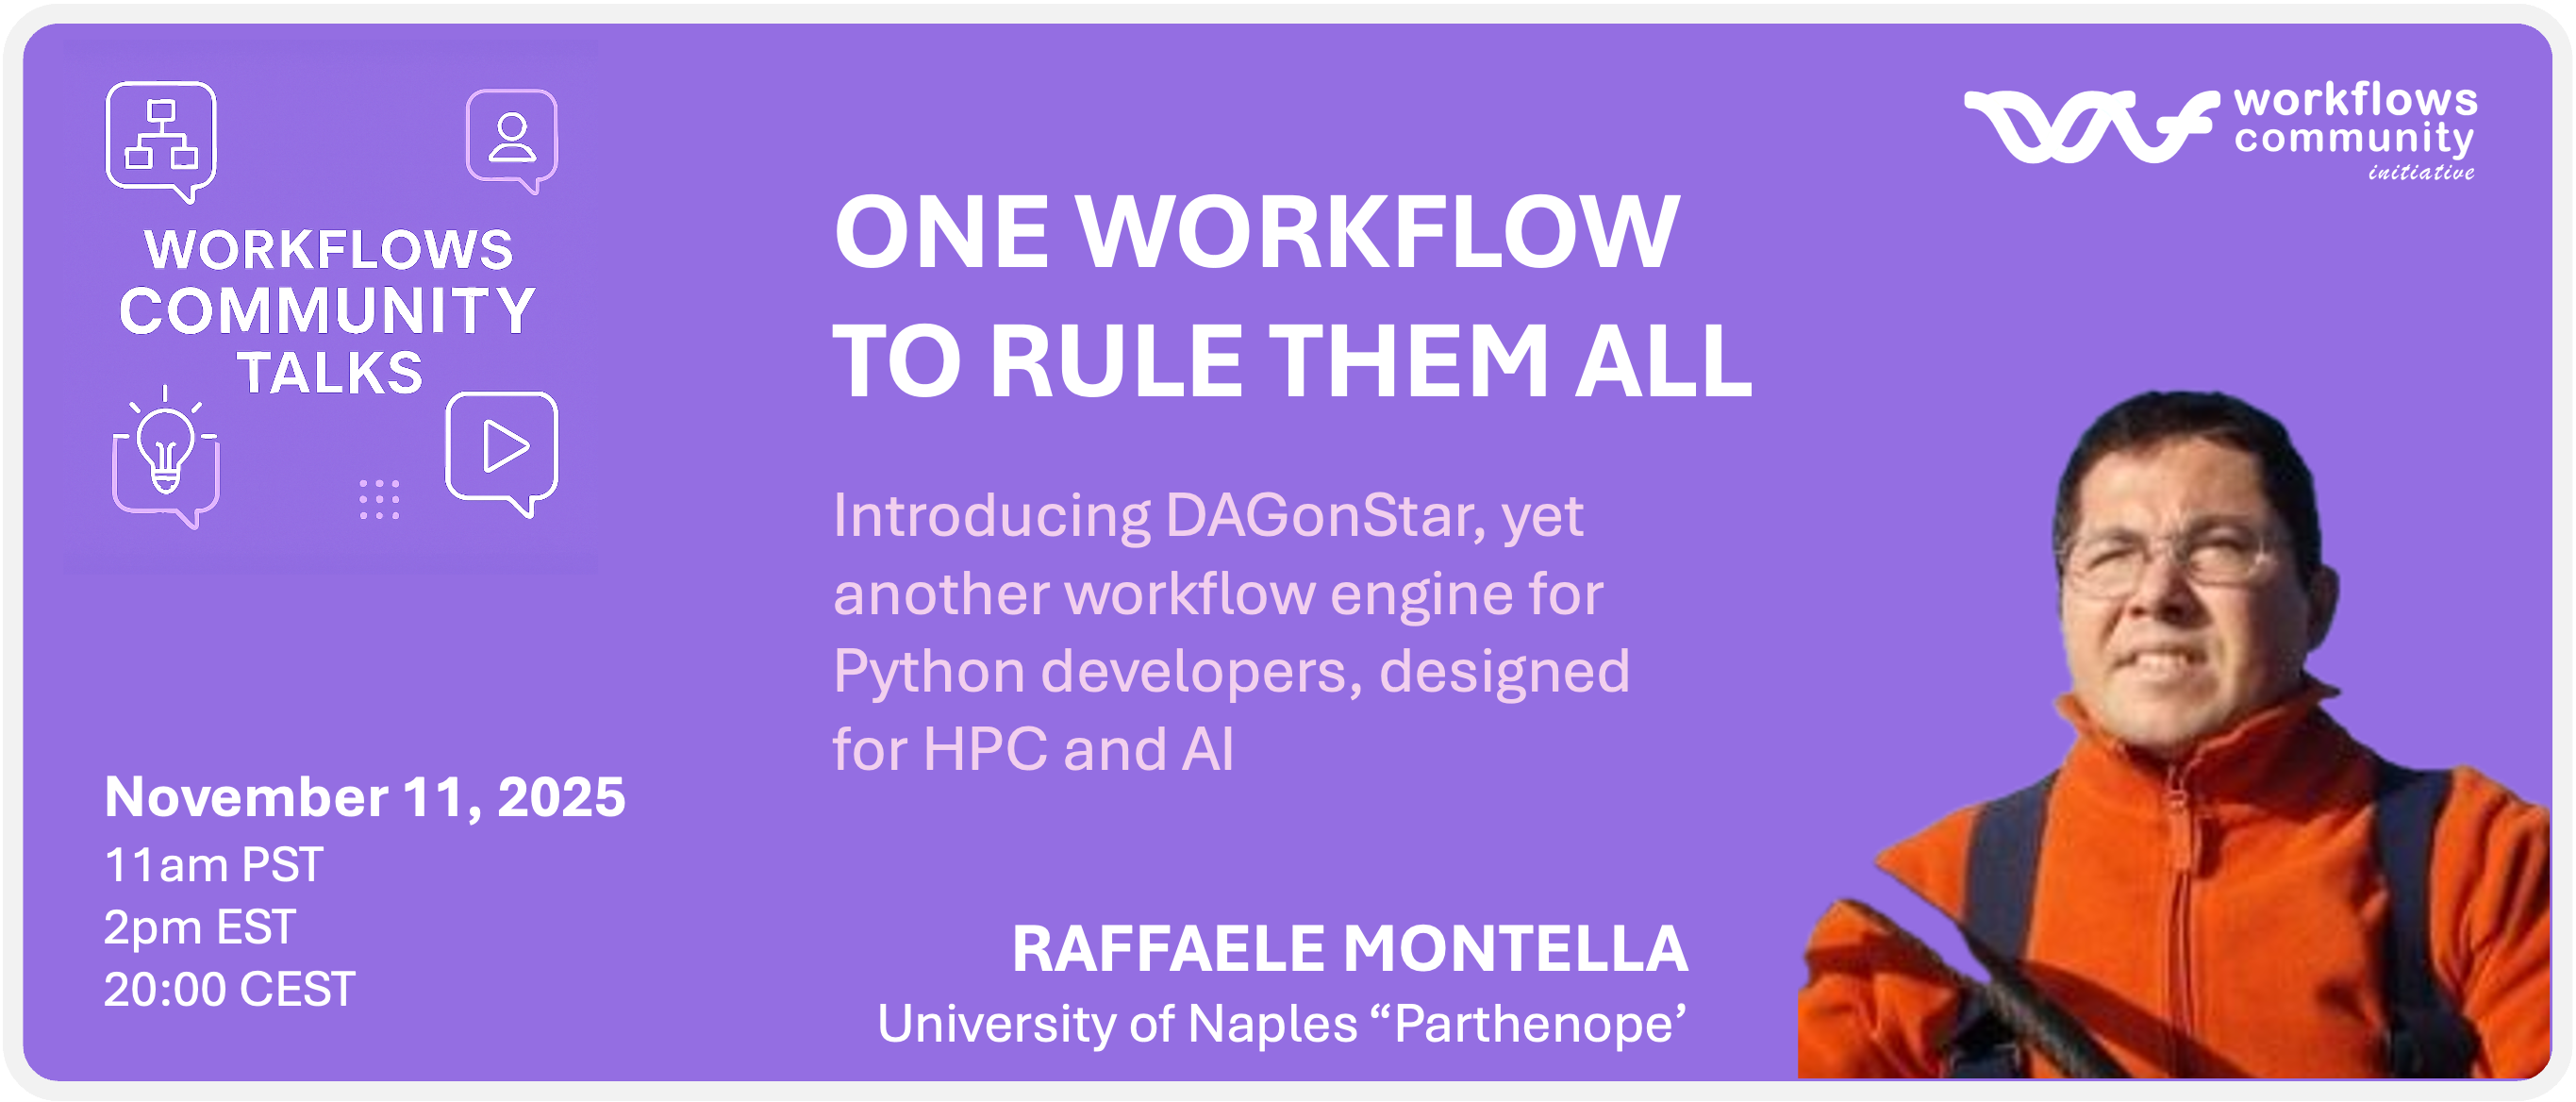 WORKFLOWS
COMMUNITY
TALKS
November 11, 2025
11am PST
2pm EST
20:00 CEST
ONE WORKFLOW
TO RULE THEM ALL
Introducing DAGonStar, yet
another workflow engine for
Python developers, designed
for HPC and AI
RAFFAELE MONTELLA
University of Naples “Parthenope’
workflows
community
initiative